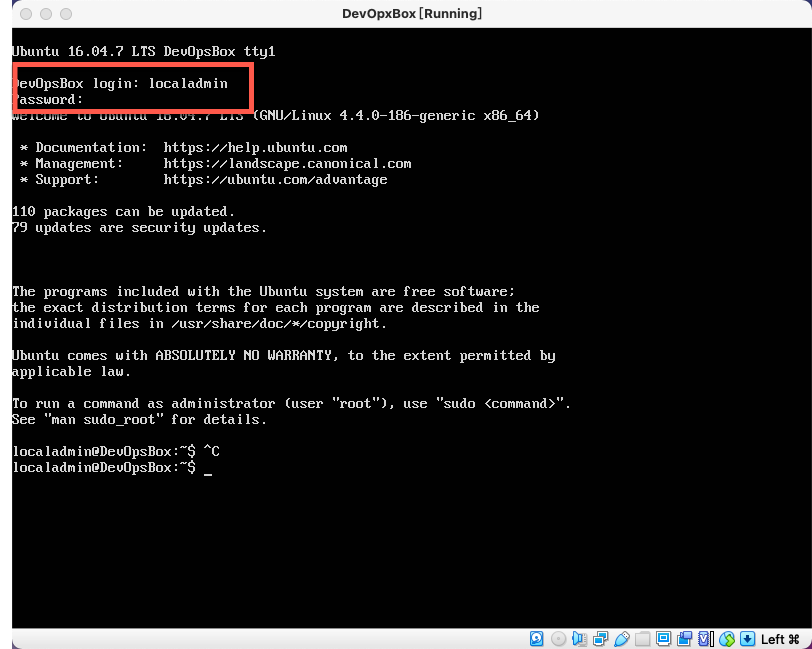 DevOpxBox [Running]
Ubuntu 16.04.7 LTS DevOpsBox tty1
DevOpsBox login: localadmin
Password:
Welcome to Ubuntu 16.04.7 LTS (GNU/Linux 4.4.0-186-generic x86_64)
* Documentation: https://help.ubuntu.com
* Management: https://landscape.canonical.com
* Support: https://ubuntu.com/advantage
110 packages can be updated.
79 updates are security updates.
The programs included with the Ubuntu system are free software;
the exact distribution terms for each program are described in the
individual files in /usr/share/doc/*/copyright.
Ubuntu comes with ABSOLUTELY NO WARRANTY, to the extent permitted by
applicable law.
To run a command as administrator (user "root"), use "sudo <command>".
See "man sudo_root" for details.
localadmin@DevOpsBox:~$ ^C
localadmin@DevOpsBox:~$ _
Left ⌘